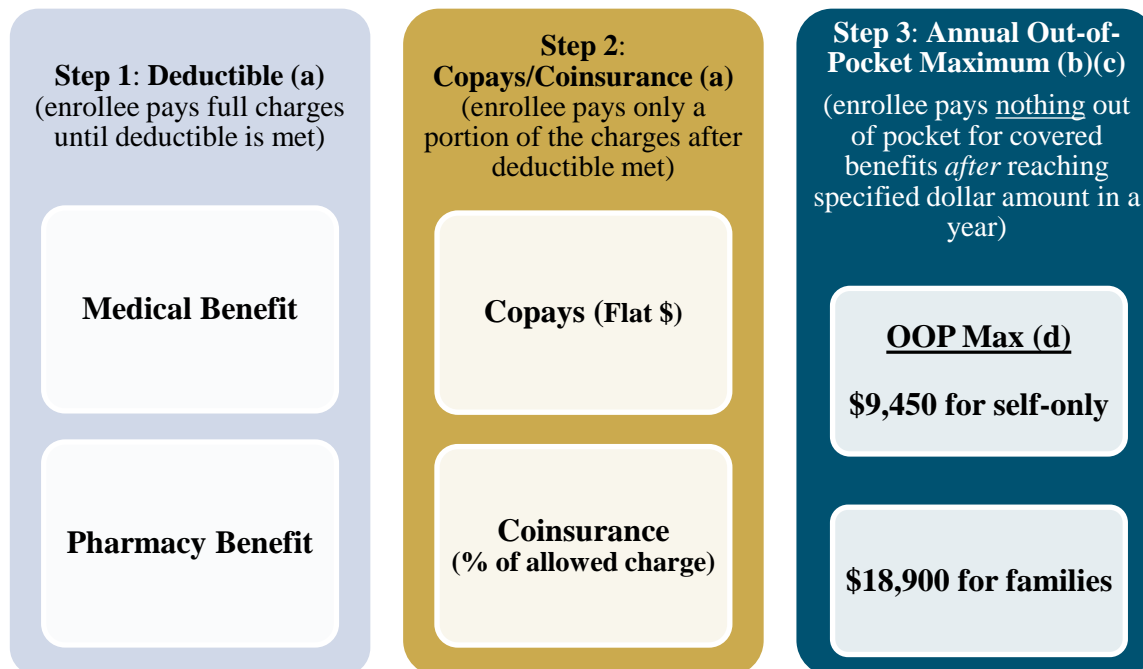 Step 1: Deductible (a)
(enrollee pays full charges
until deductible is met)
Medical Benefit
Pharmacy Benefit
Step 2:
Copays/Coinsurance (a)
(enrollee pays only a
portion of the charges after
deductible met)
Copays (Flat $)
Coinsurance
(% of allowed charge)
Step 3: Annual Out-of-
Pocket Maximum (b)(c)
(enrollee pays nothing out
of pocket for covered
benefits after reaching
specified dollar amount in a
year)
OOP Max (d)
$9,450 for self-only
$18,900 for families